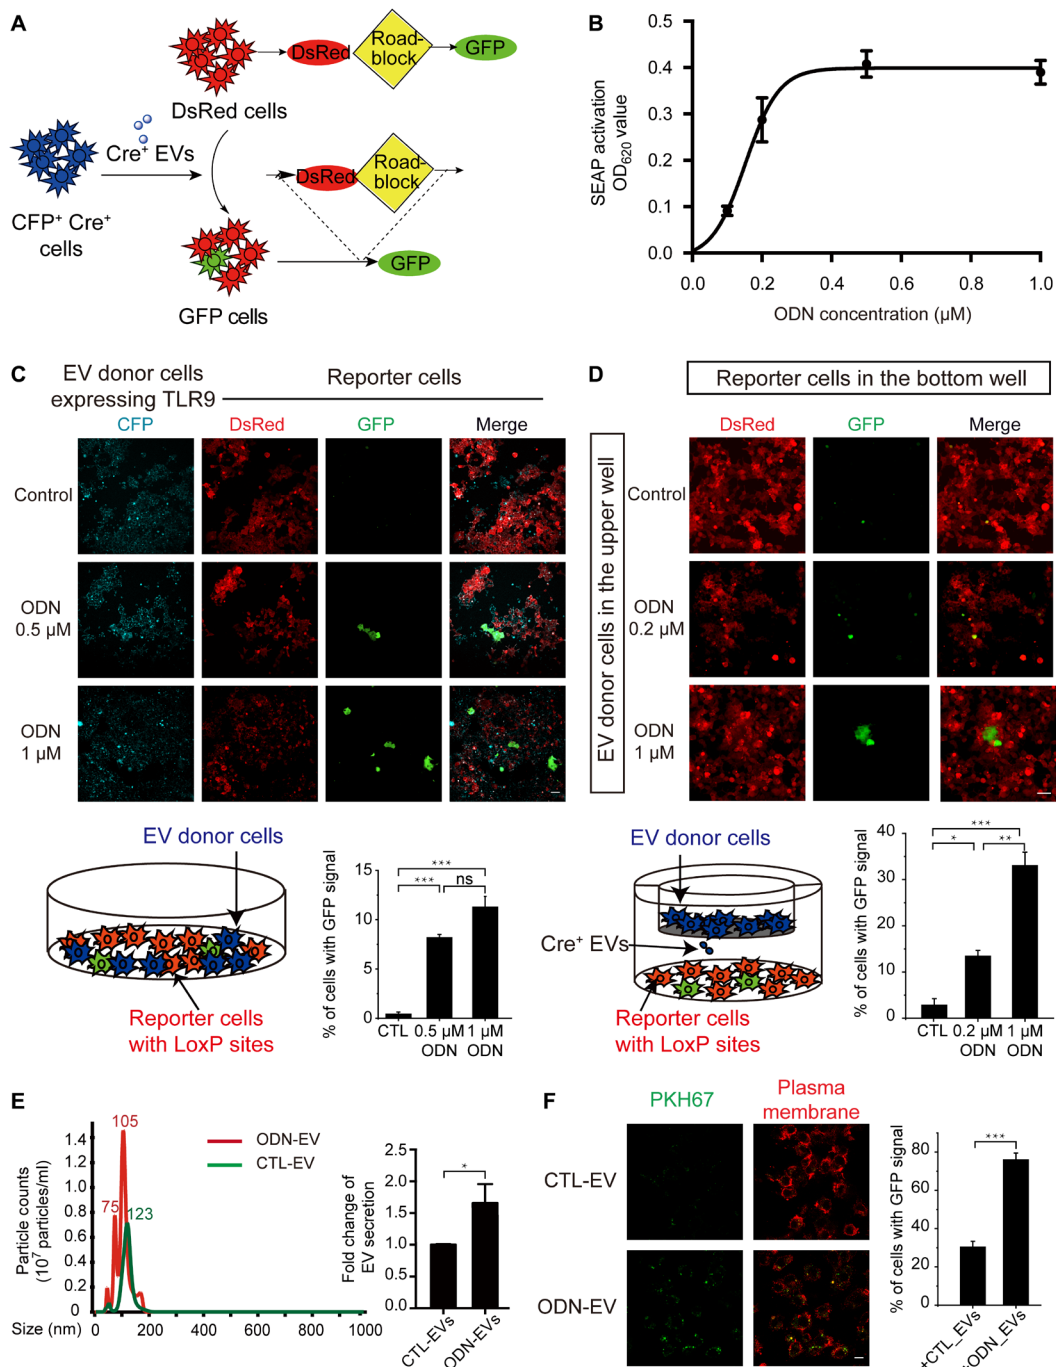 A
DsRed
Road-
block
GFP
DsRed cells
Cre⁺ EVs
CFP⁺ Cre⁺
cells
DsRed
Road-
block
GFP
GFP cells
B
SEAP activation
OD₆₂₀ value
0.5
0.4
0.3
0.2
0.1
0.0
0.0 0.2 0.4 0.6 0.8 1.0
ODN concentration (µM)
C
EV donor cells
expressing TLR9
Reporter cells
CFP DsRed GFP Merge
Control
ODN
0.5 µM
ODN
1 µM
EV donor cells
Reporter cells
with LoxP sites
% of cells with GFP signal
15
10
5
0
***
*** ns
CTL 0.5 µM 1 µM
ODN ODN
D
Reporter cells in the bottom well
EV donor cells in the upper well
DsRed GFP Merge
Control
ODN
0.2 µM
ODN
1 µM
EV donor cells
Cre⁺ EVs
Reporter cells
with LoxP sites
% of cells with GFP signal
40
30
20
10
0
***
* **
CTL 0.2 µM 1 µM
ODN ODN
E
Particle counts
(10⁷ particles/ml)
1.4
1.2
1.0
0.8
0.6
0.4
0.2
0
105
75
123
ODN-EV
CTL-EV
Size (nm) 0 200 400 600 800 1000
Fold change of
EV secretion
2.5
2.0
1.5
1.0
0.5
0.0
*
CTL-EVs
ODN-EVs
F
PKH67
Plasma
membrane
CTL-EV
ODN-EV
% of cells with GFP signal
80
60
40
20
0
***
+CTL_EVs